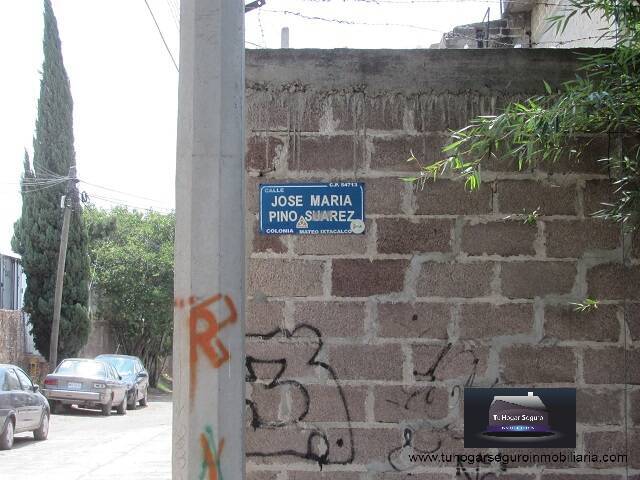 CALLE C.P. 54713
JOSE MARIA
PINO SUAREZ
COLONIA MATEO IXTACALCO
R
Tu Hogar Seguro
www.tuhogarseguroinmobiliaria.com